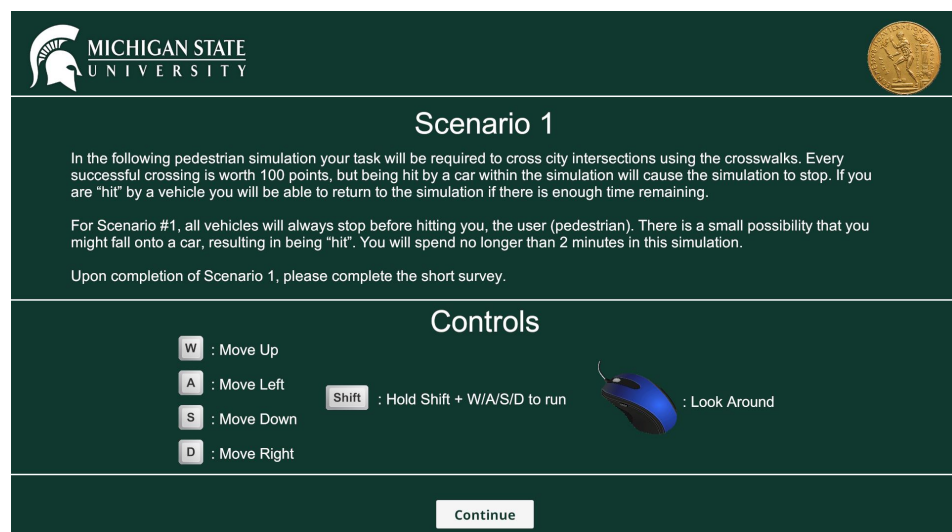 MICHIGAN STATE
UNIVERSITY
Scenario 1
In the following pedestrian simulation your task will be required to cross city intersections using the crosswalks. Every
successful crossing is worth 100 points, but being hit by a car within the simulation will cause the simulation to stop. If you
are “hit” by a vehicle you will be able to return to the simulation if there is enough time remaining.
For Scenario #1, all vehicles will always stop before hitting you, the user (pedestrian). There is a small possibility that you
might fall onto a car, resulting in being “hit”. You will spend no longer than 2 minutes in this simulation.
Upon completion of Scenario 1, please complete the short survey.
Controls
W : Move Up
A : Move Left
S : Move Down
D : Move Right
Shift : Hold Shift + W/A/S/D to run
: Look Around
Continue